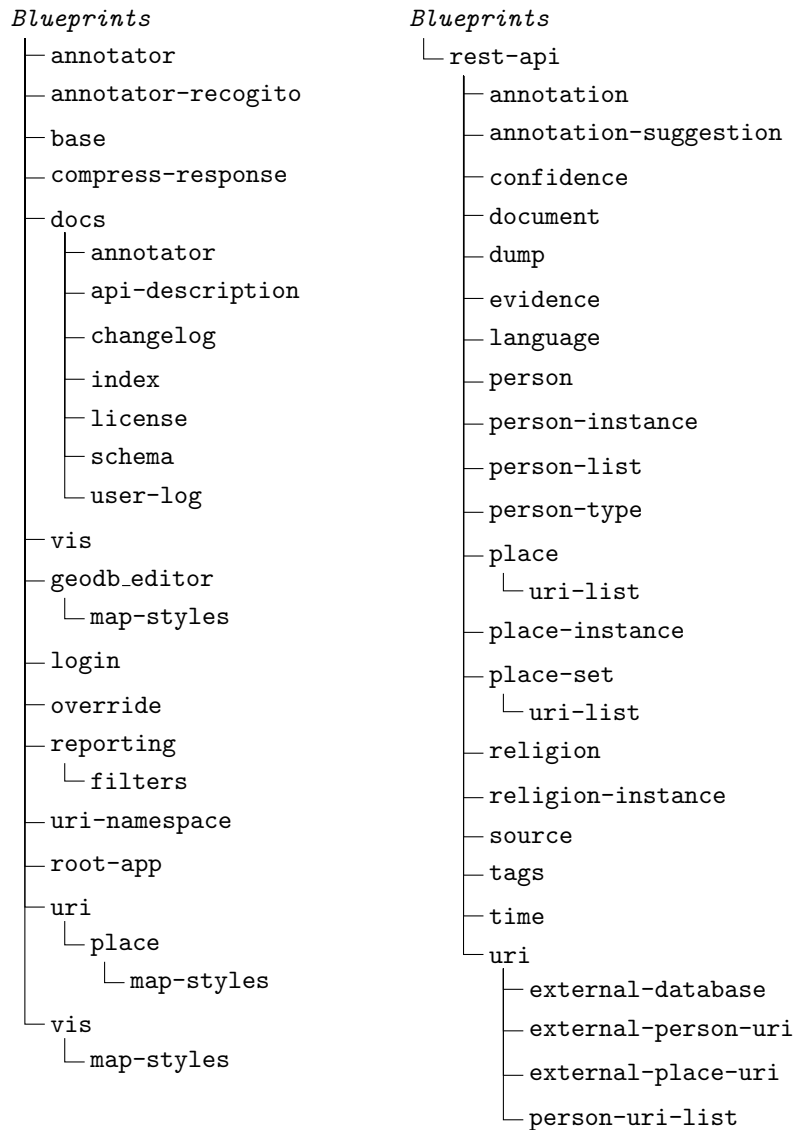 Blueprints
annotator
annotator-recogito
base
compress-response
docs
annotator
api-description
changelog
index
license
schema
user-log
vis
geodb_editor
map-styles
login
override
reporting
filters
uri-namespace
root-app
uri
place
map-styles
vis
map-styles
Blueprints
rest-api
annotation
annotation-suggestion
confidence
document
dump
evidence
language
person
person-instance
person-list
person-type
place
uri-list
place-instance
place-set
uri-list
religion
religion-instance
source
tags
time
uri
external-database
external-person-uri
external-place-uri
person-uri-list